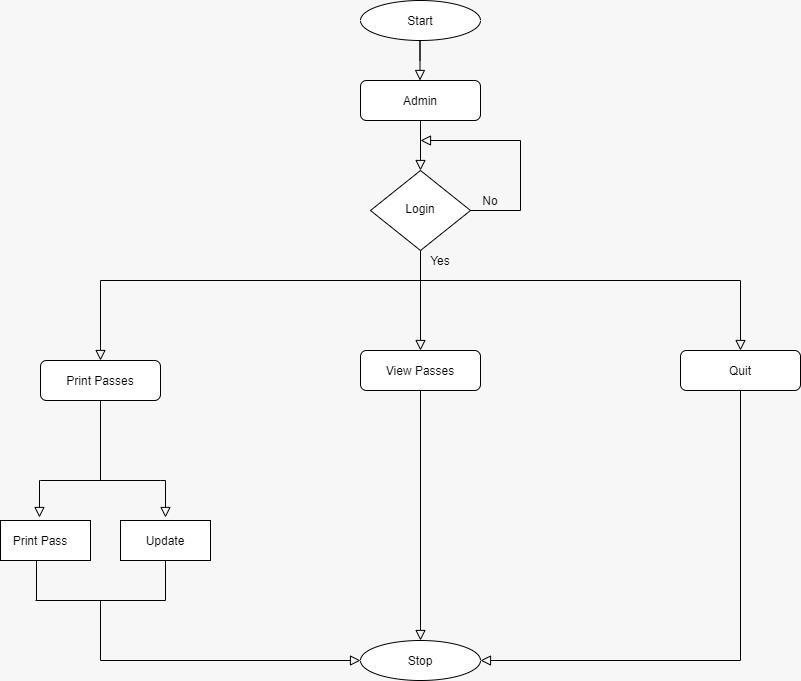 Start
Admin
Login
No
Yes
Print Passes
View Passes
Quit
Print Pass
Update
Stop